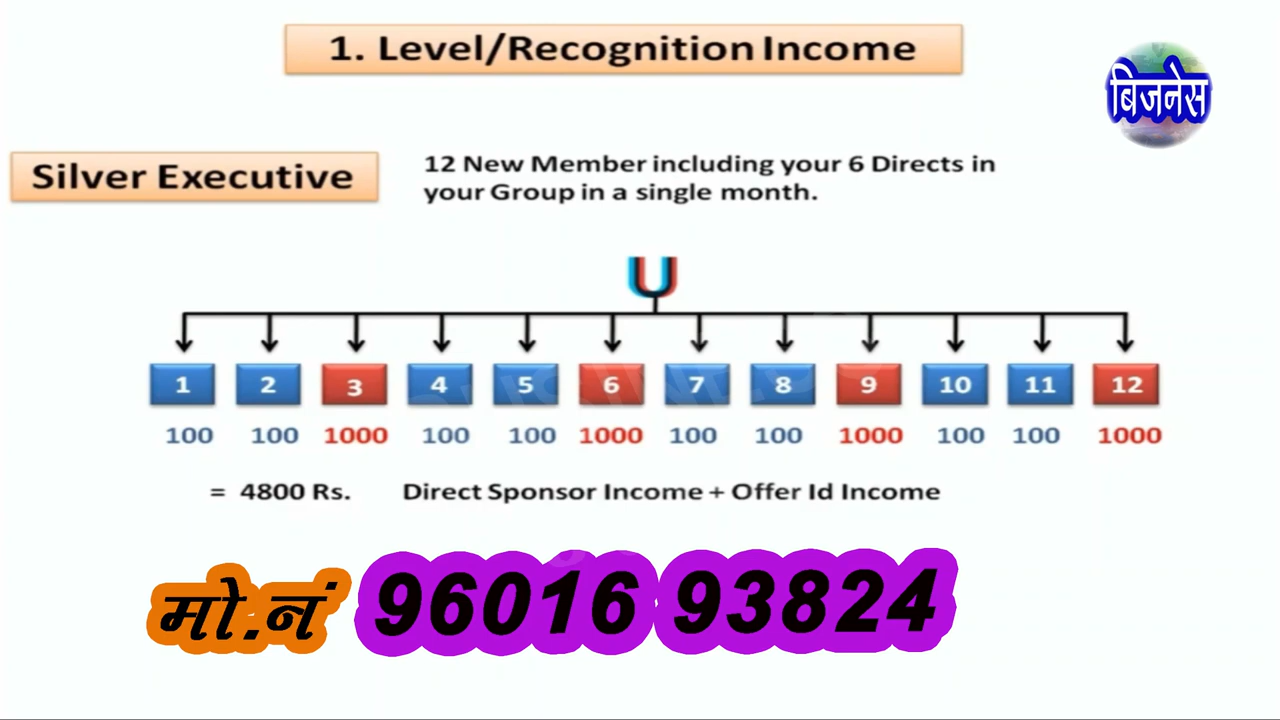 1. Level/Recognition Income
बिजनेस
Silver Executive
12 New Member including your 6 Directs in
your Group in a single month.
U
1 2 3 4 5 6 7 8 9 10 11 12
100 100 1000 100 100 1000 100 100 1000 100 100 1000
= 4800 Rs. Direct Sponsor Income + Offer Id Income
मो.नं 96016 93824